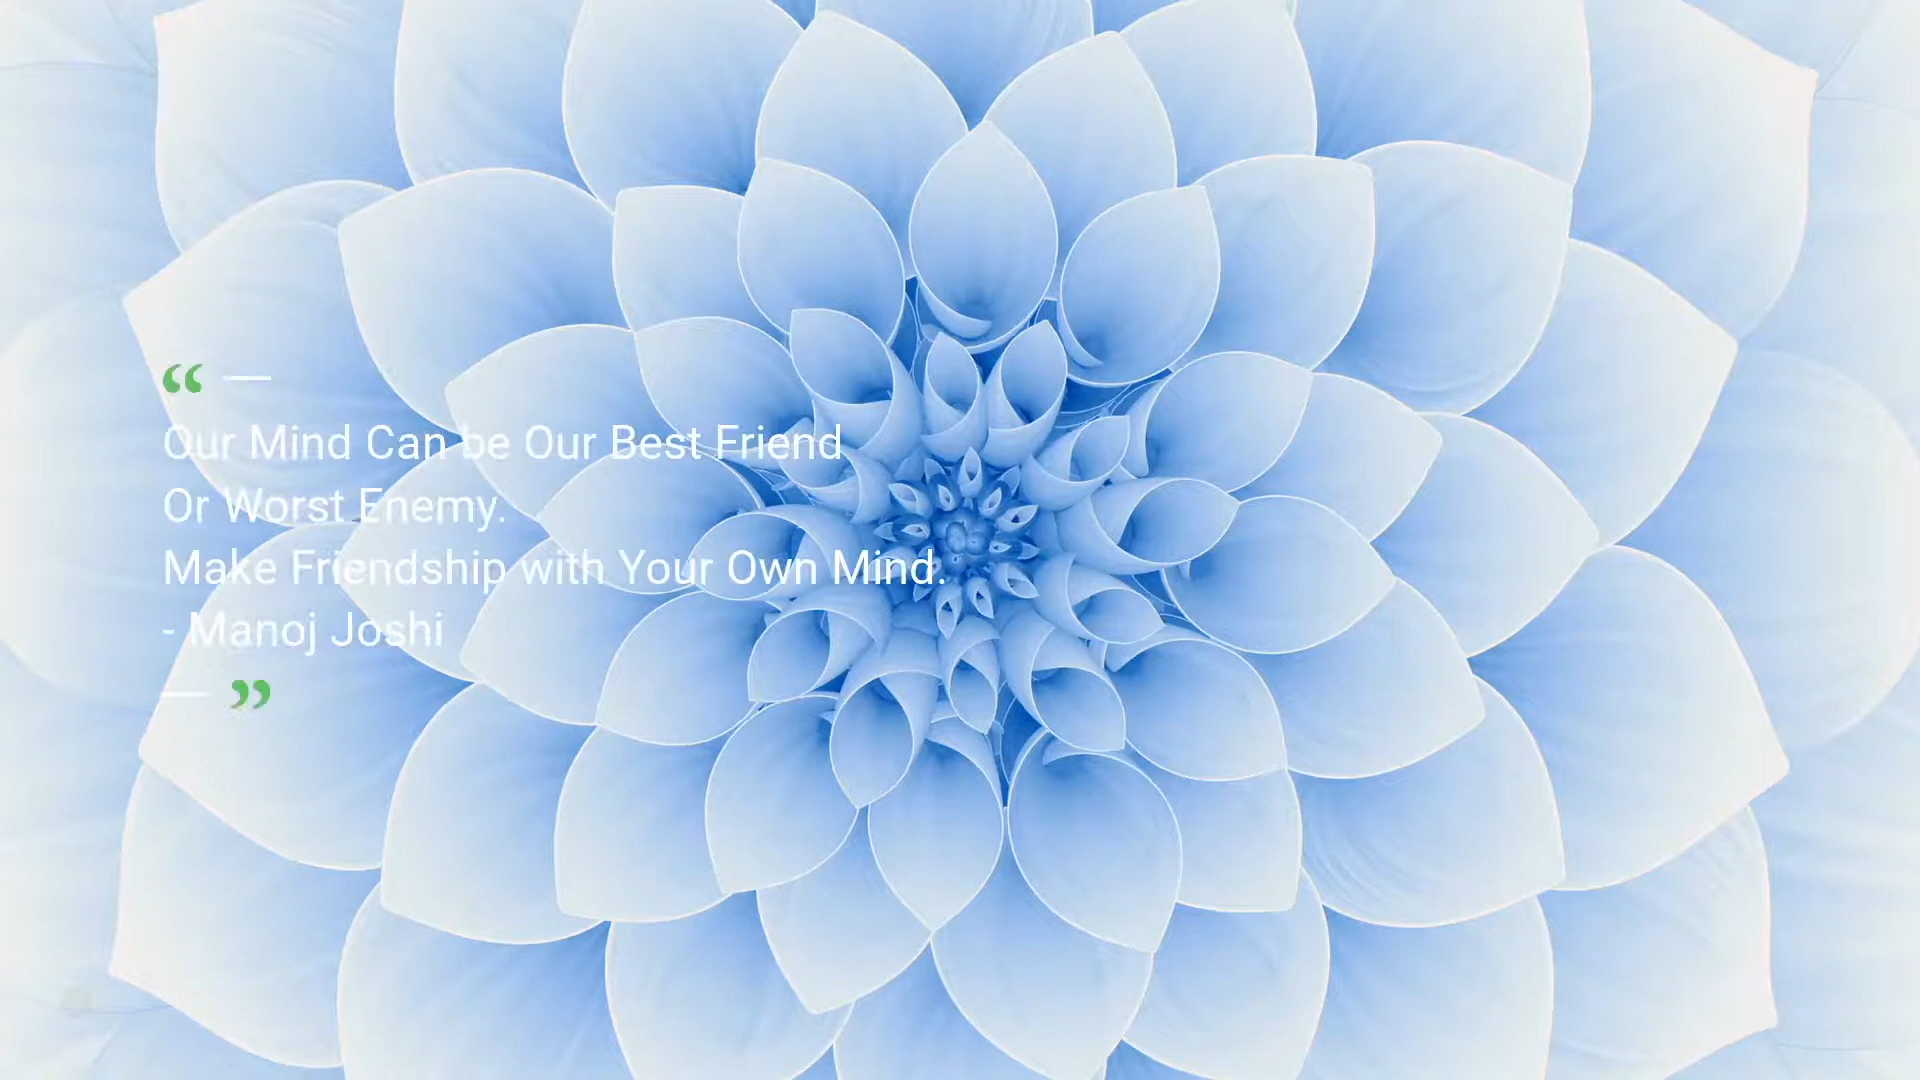 “
Our Mind Can be Our Best Friend
Or Worst Enemy.
Make Friendship with Your Own Mind.
- Manoj Joshi
”